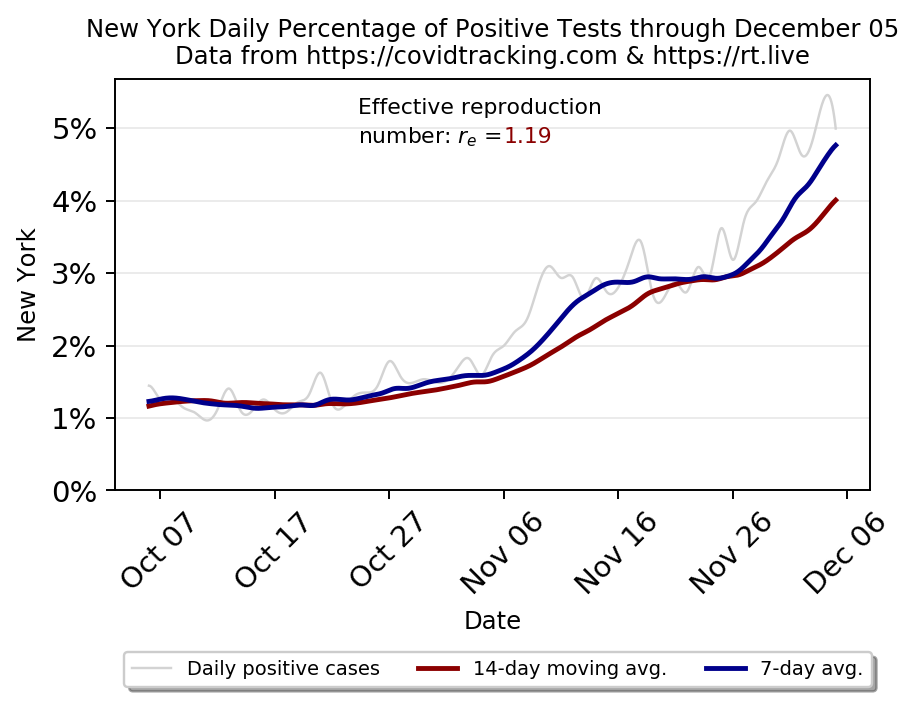 New York Daily Percentage of Positive Tests through December 05
Data from https://covidtracking.com & https://rt.live
Effective reproduction
number: rₑ =1.19
5%
4%
3%
2%
1%
0%
New York
Oct 07
Oct 17
Oct 27
Nov 06
Nov 16
Nov 26
Dec 06
Date
Daily positive cases
14-day moving avg.
7-day avg.